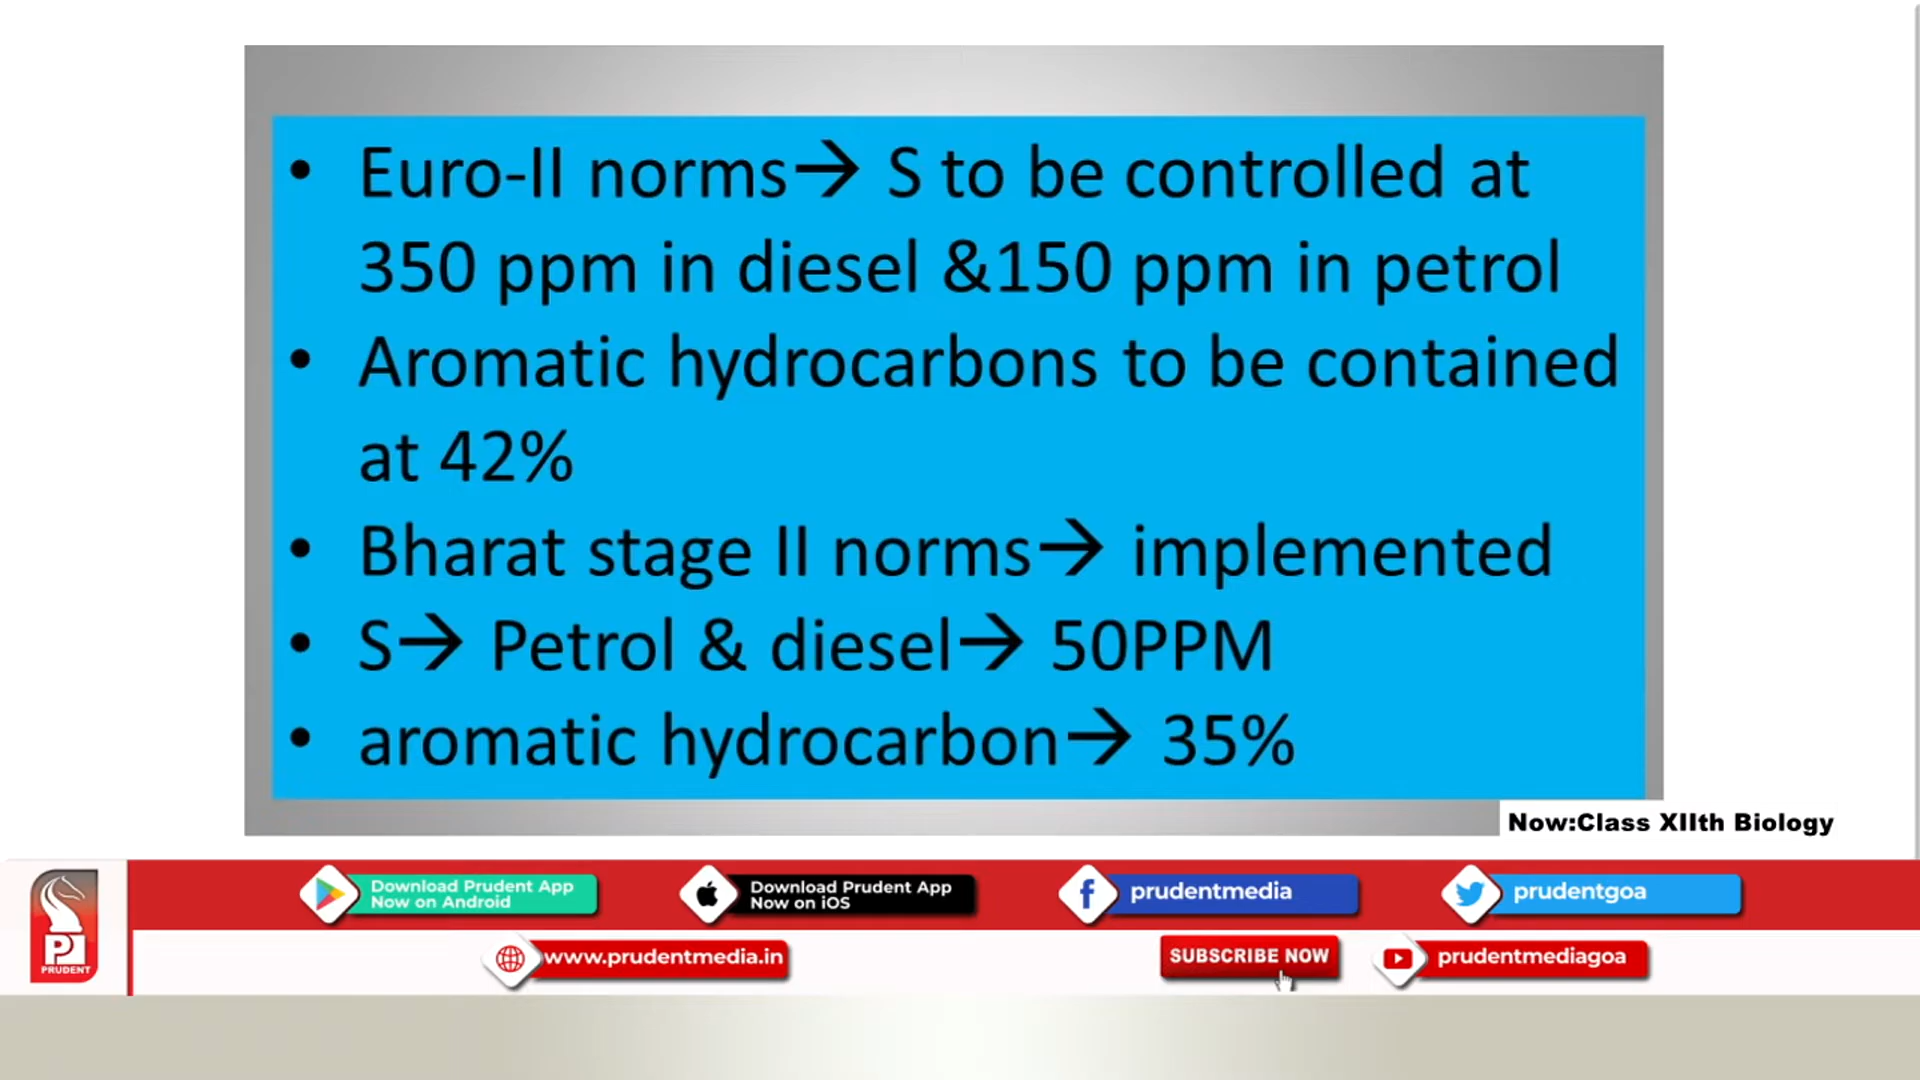 • Euro-II norms→ S to be controlled at
350 ppm in diesel &150 ppm in petrol
• Aromatic hydrocarbons to be contained
at 42%
• Bharat stage II norms→ implemented
• S→ Petrol & diesel→ 50PPM
• aromatic hydrocarbon→ 35%
Now:Class XIIth Biology
Download Prudent App
Now on Android
Download Prudent App
Now on iOS
prudentmedia
prudentgoa
P
PRUDENT
www.prudentmedia.in
SUBSCRIBE NOW
prudentmediagoa